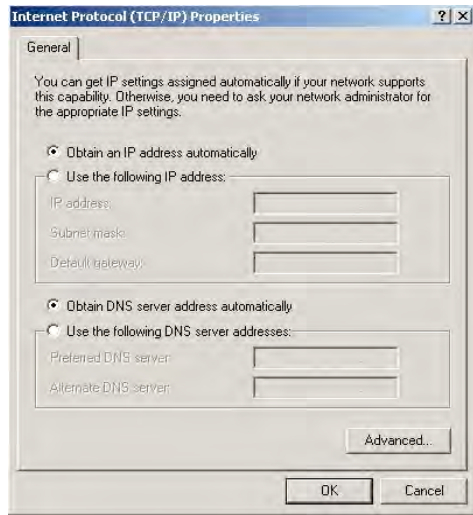 Internet Protocol (TCP/IP) Properties
General
You can get IP settings assigned automatically if your network supports
this capability. Otherwise, you need to ask your network administrator for
the appropriate IP settings.
Obtain an IP address automatically
Use the following IP address:
IP address:
Subnet mask:
Default gateway:
Obtain DNS server address automatically
Use the following DNS server addresses:
Preferred DNS server:
Alternate DNS server:
Advanced...
OK
Cancel